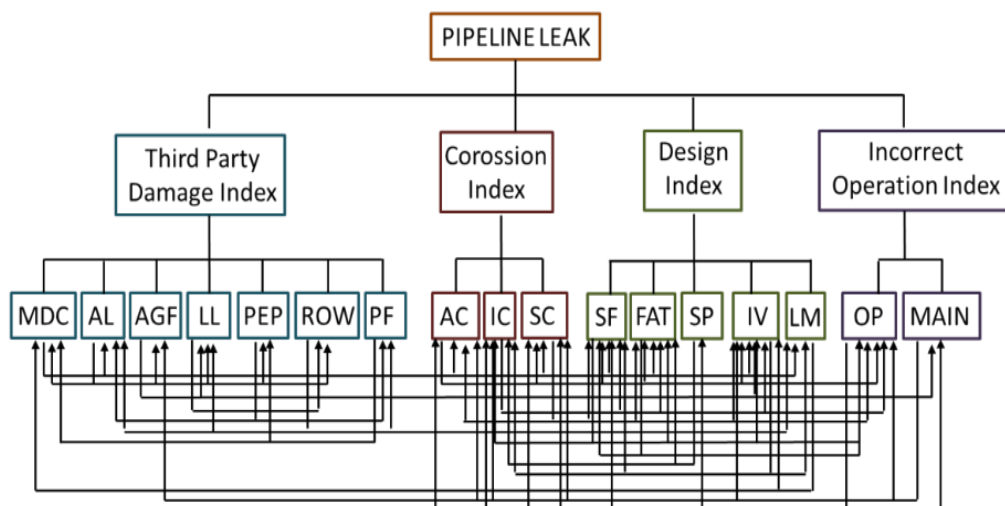 PIPELINE LEAK
Third Party
Damage Index
Corossion
Index
Design
Index
Incorrect
Operation Index
MDC
AL
AGF
LL
PEP
ROW
PF
AC
IC
SC
SF
FAT
SP
IV
LM
OP
MAIN